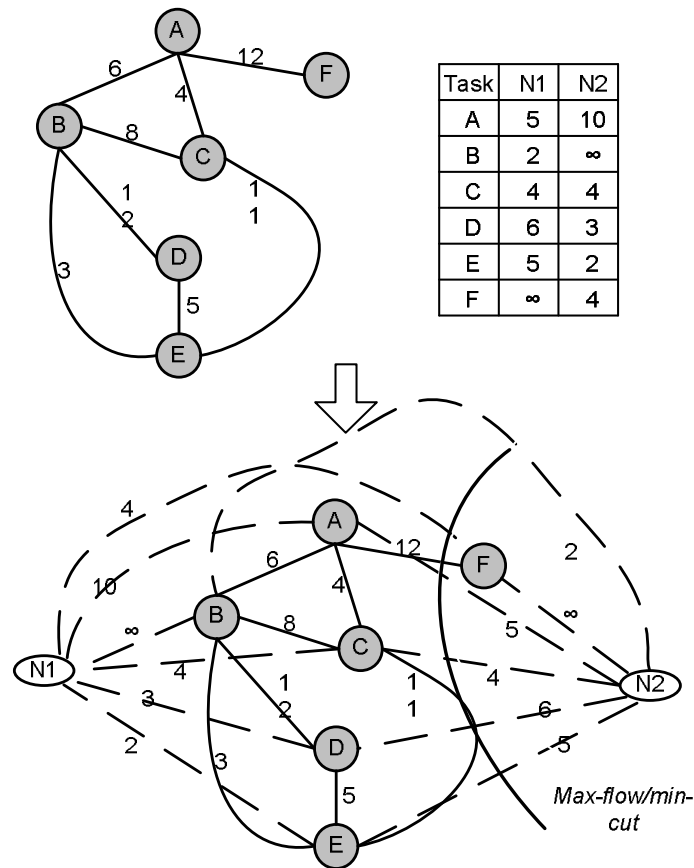 A
12
F
6
4
B
8
C
1
1
1
2
D
3
5
E
Task N1 N2
A 5 10
B 2 ∞
C 4 4
D 6 3
E 5 2
F ∞ 4
4
A
12
F
2
6
10
4
∞
B
8
5
∞
N1
4
C
4
N2
1
1
3
2
1
6
2
D
3
5
5
E
Max-flow/min-
cut